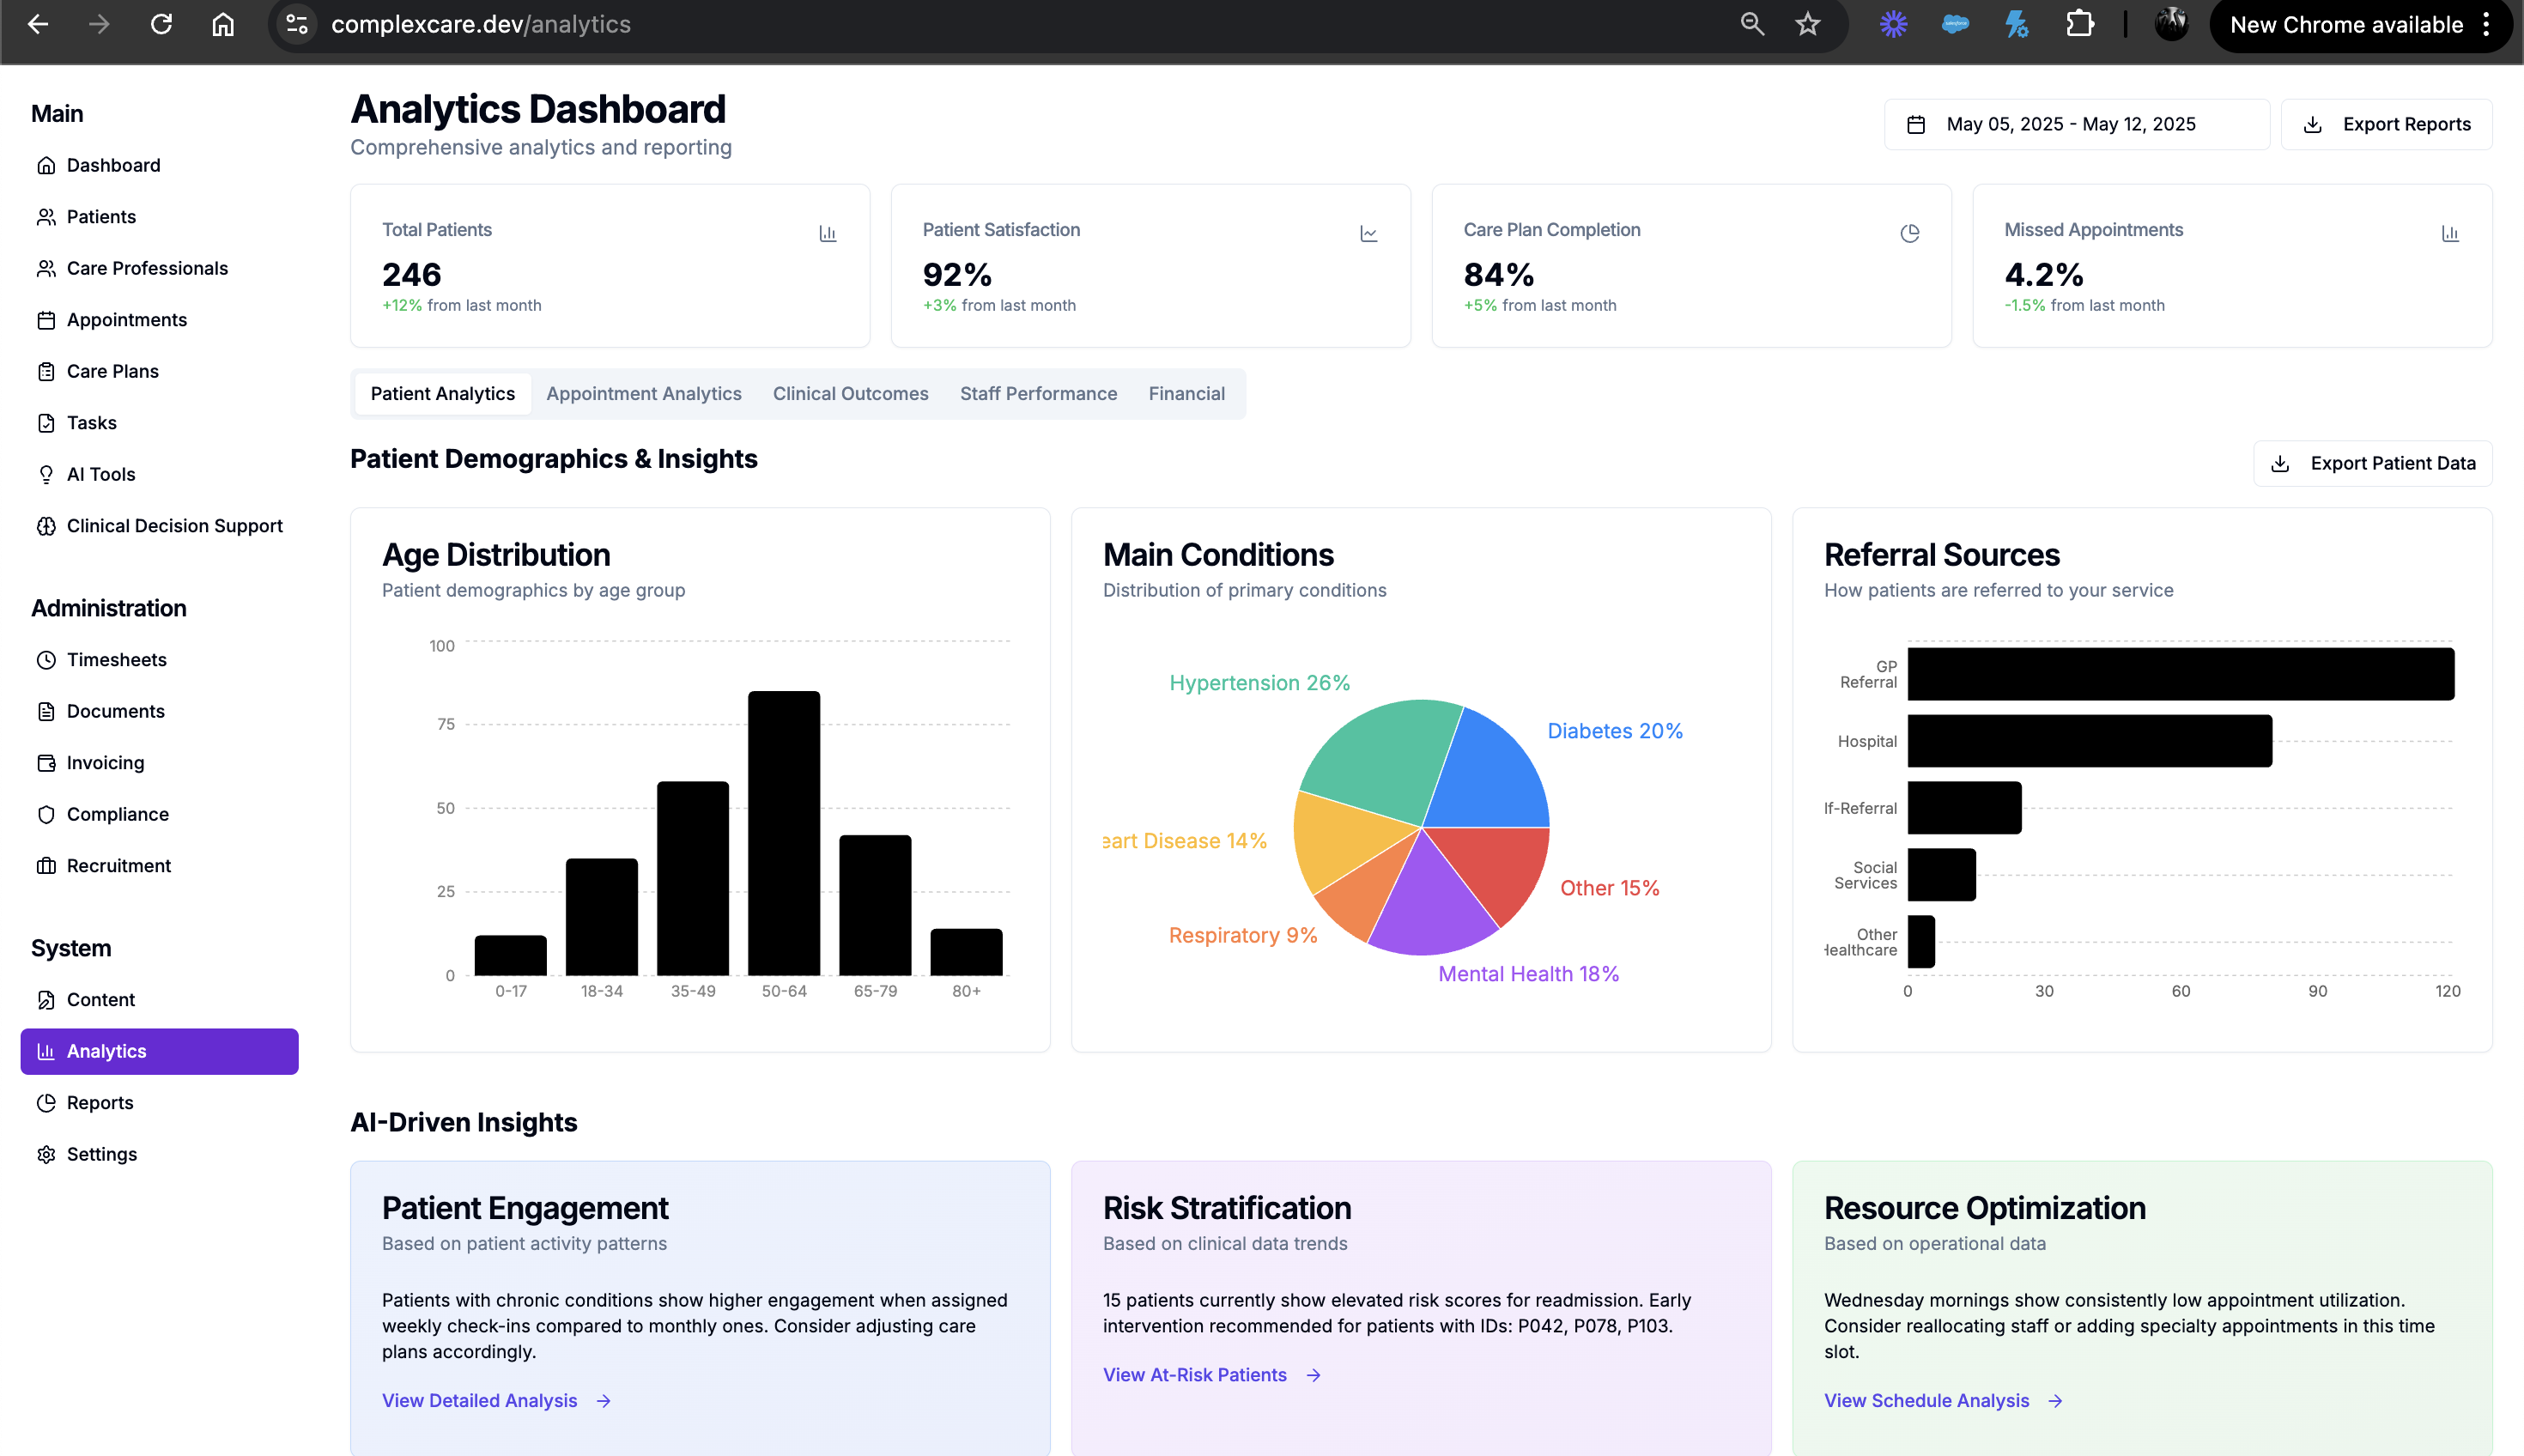 complexcare.dev/analytics
New Chrome available
Main
Dashboard
Patients
Care Professionals
Appointments
Care Plans
Tasks
AI Tools
Clinical Decision Support
Administration
Timesheets
Documents
Invoicing
Compliance
Recruitment
System
Content
Analytics
Reports
Settings
Analytics Dashboard
Comprehensive analytics and reporting
May 05, 2025 - May 12, 2025
Export Reports
Total Patients
246
+12% from last month
Patient Satisfaction
92%
+3% from last month
Care Plan Completion
84%
+5% from last month
Missed Appointments
4.2%
-1.5% from last month
Patient Analytics
Appointment Analytics
Clinical Outcomes
Staff Performance
Financial
Patient Demographics & Insights
Export Patient Data
Age Distribution
Patient demographics by age group
100
75
50
25
0
0-17
18-34
35-49
50-64
65-79
80+
Main Conditions
Distribution of primary conditions
Hypertension 26%
Diabetes 20%
eart Disease 14%
Other 15%
Respiratory 9%
Mental Health 18%
Referral Sources
How patients are referred to your service
GP
Referral
Hospital
lf-Referral
Social
Services
Other
Healthcare
0
30
60
90
120
AI-Driven Insights
Patient Engagement
Based on patient activity patterns
Patients with chronic conditions show higher engagement when assigned
weekly check-ins compared to monthly ones. Consider adjusting care
plans accordingly.
View Detailed Analysis
Risk Stratification
Based on clinical data trends
15 patients currently show elevated risk scores for readmission. Early
intervention recommended for patients with IDs: P042, P078, P103.
View At-Risk Patients
Resource Optimization
Based on operational data
Wednesday mornings show consistently low appointment utilization.
Consider reallocating staff or adding specialty appointments in this time
slot.
View Schedule Analysis